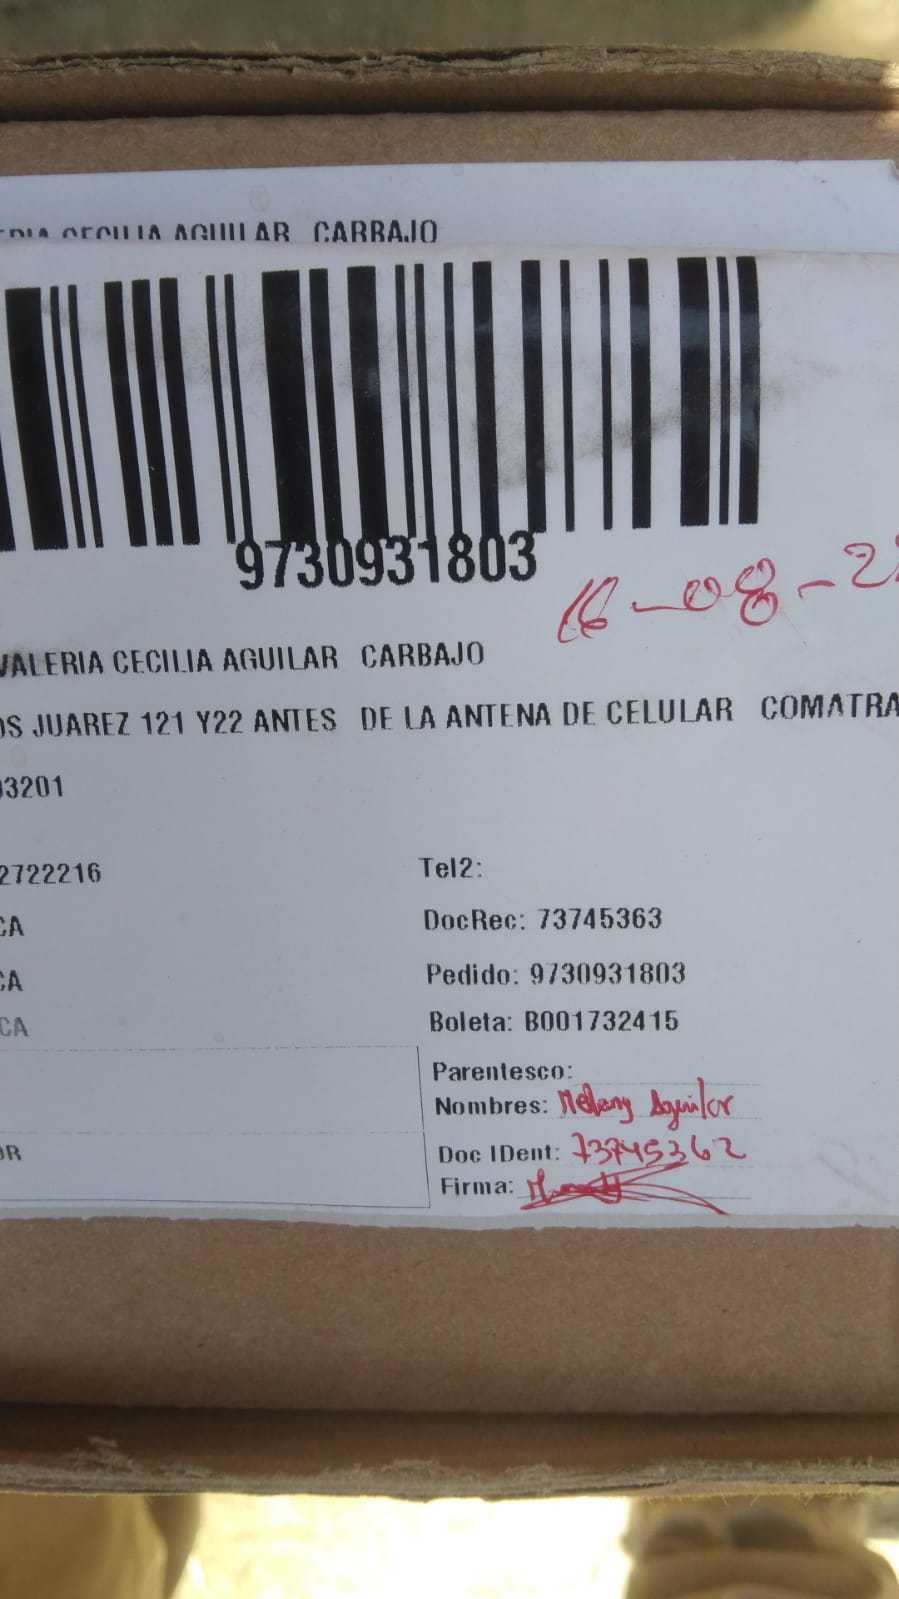 CECILIA AGUILAR CARBAJO
9730931803
16-08-2
VALERIA CECILIA AGUILAR CARBAJO
OS JUAREZ 121 Y22 ANTES DE LA ANTENA DE CELULAR COMATRA
03201
2722216 Tel2:
CA DocRec: 73745363
CA Pedido: 9730931803
CA Boleta: B001732415
Parentesco:
Nombres: Melany Aguilar
OR Doc IDent: 73745362
Firma: